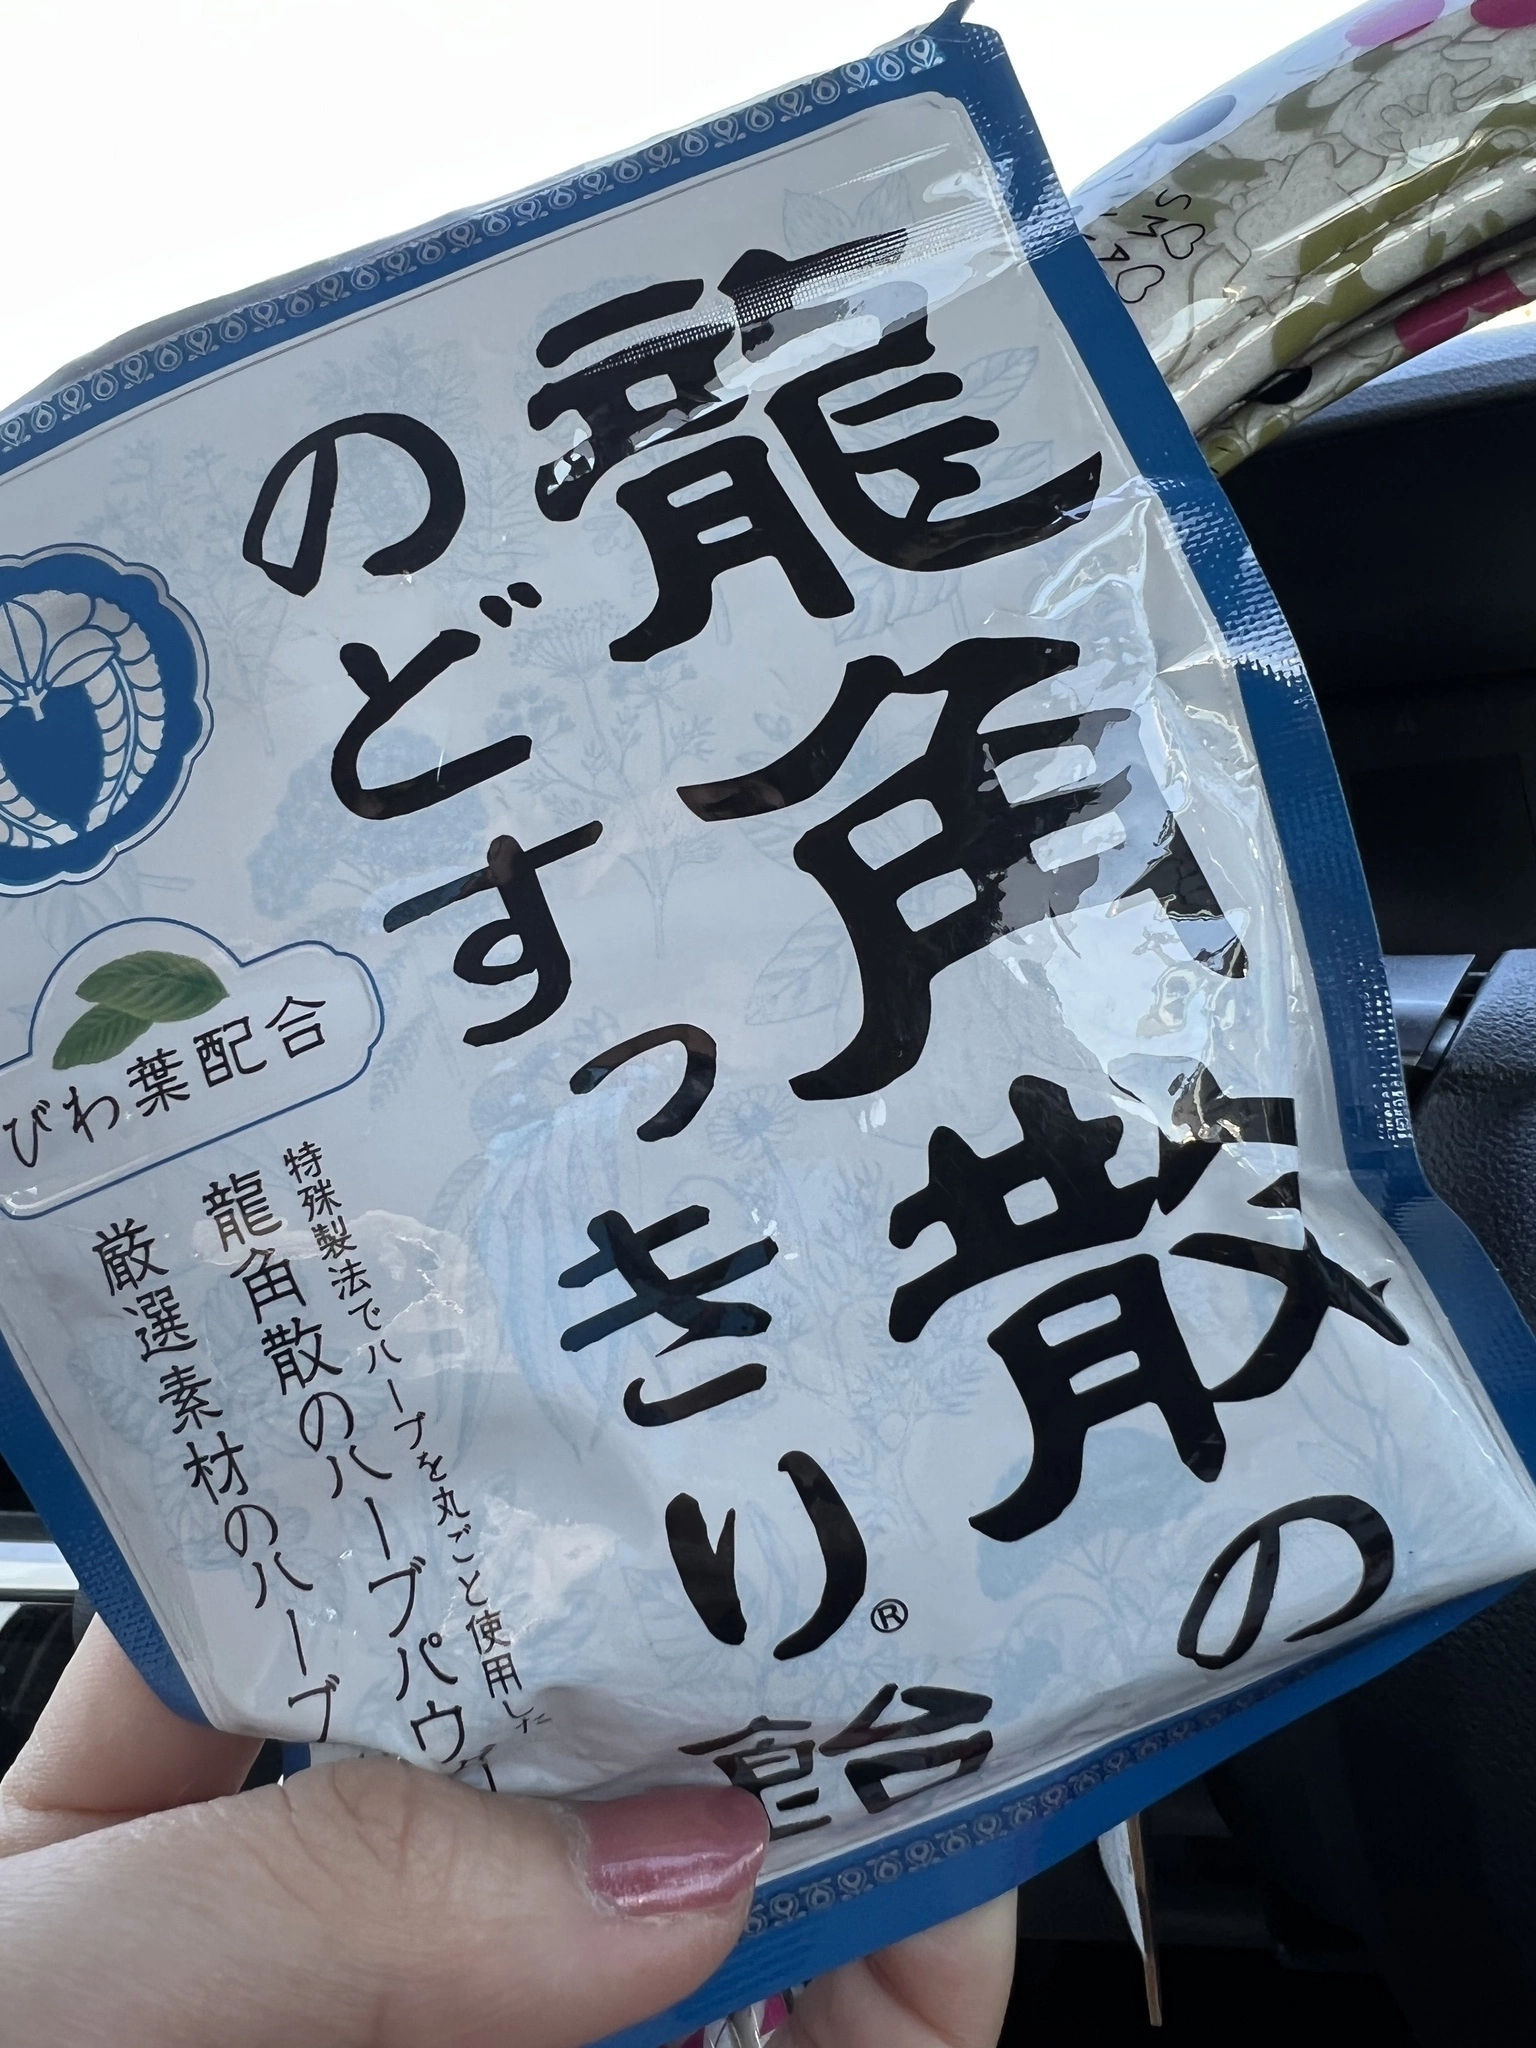 龍角散の
のどすっきり®飴
びわ葉配合
特殊製法でハーブを丸ごと使用した
龍角散のハーブパウダー
厳選素材のハーブ